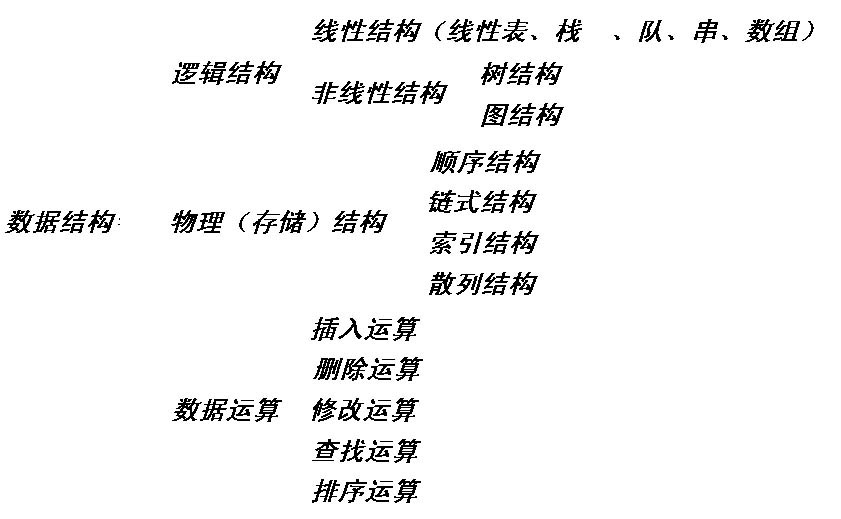 线性结构（线性表、栈 、队、串、数组）
逻辑结构
非线性结构
树结构
图结构
顺序结构
链式结构
数据结构:
物理（存储）结构
索引结构
散列结构
插入运算
删除运算
数据运算
修改运算
查找运算
排序运算